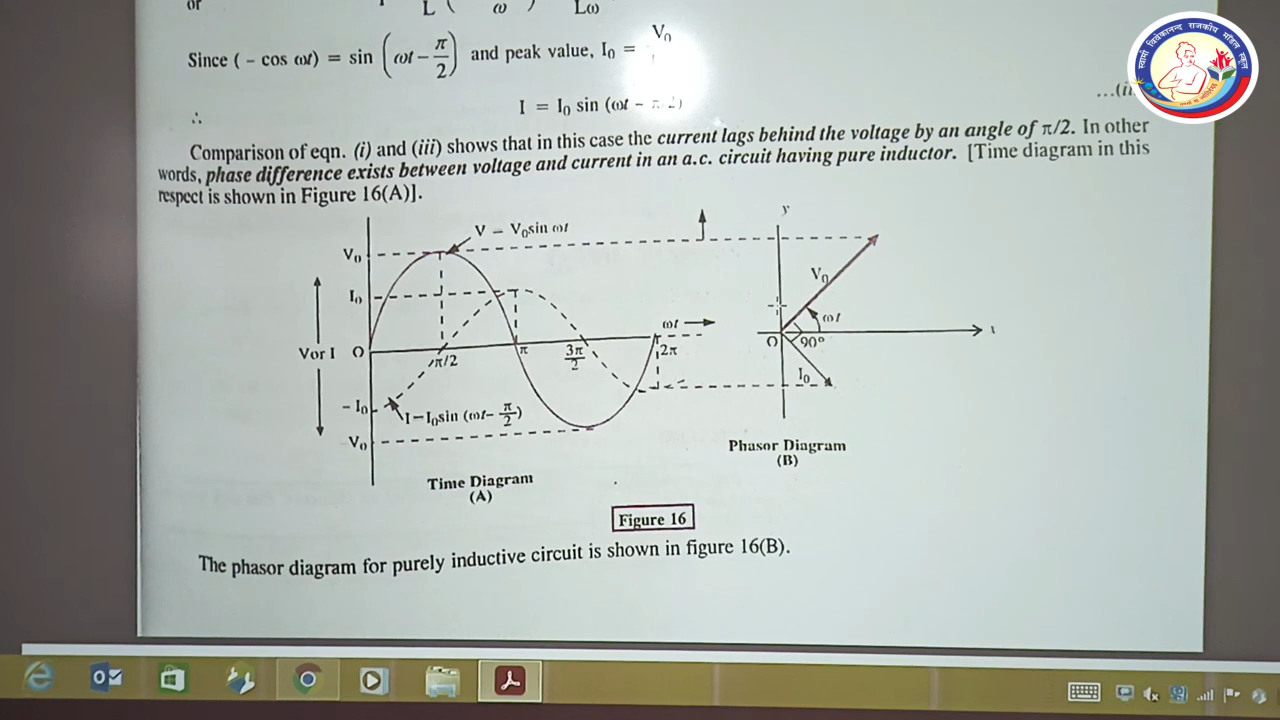 or L ( ω ) Lω
Since ( – cos ωt) = sin (ωt – π/2) and peak value, I₀ = V₀
∴ I = I₀ sin (ωt – π/2)
Comparison of eqn. (i) and (iii) shows that in this case the current lags behind the voltage by an angle of π/2. In other
words, phase difference exists between voltage and current in an a.c. circuit having pure inductor. [Time diagram in this
respect is shown in Figure 16(A)].
V – V₀sin ωt
V₀
I₀
V or I O
π/2 π 3π/2 2π
ωt
– I₀
I – I₀sin (ωt– π/2)
V₀
Time Diagram
(A)
y
V₀
ωt
O 90°
I₀
Phasor Diagram
(B)
Figure 16
The phasor diagram for purely inductive circuit is shown in figure 16(B).
स्वामी विवेकानन्द राजकीय मॉडल स्कूल